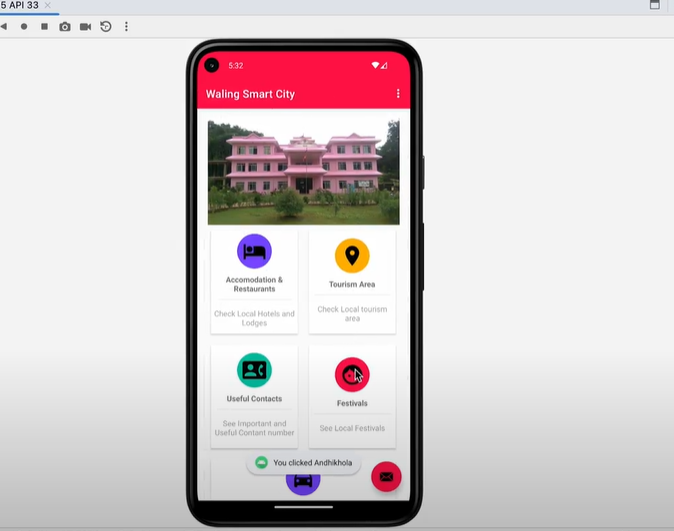 5 API 33
5:32
Waling Smart City
Accomodation &
Restaurants
Check Local Hotels and
Lodges
Tourism Area
Check Local tourism
area
Useful Contacts
See Important and
Useful Contant number
Festivals
See Local Festivals
You clicked Andhikhola